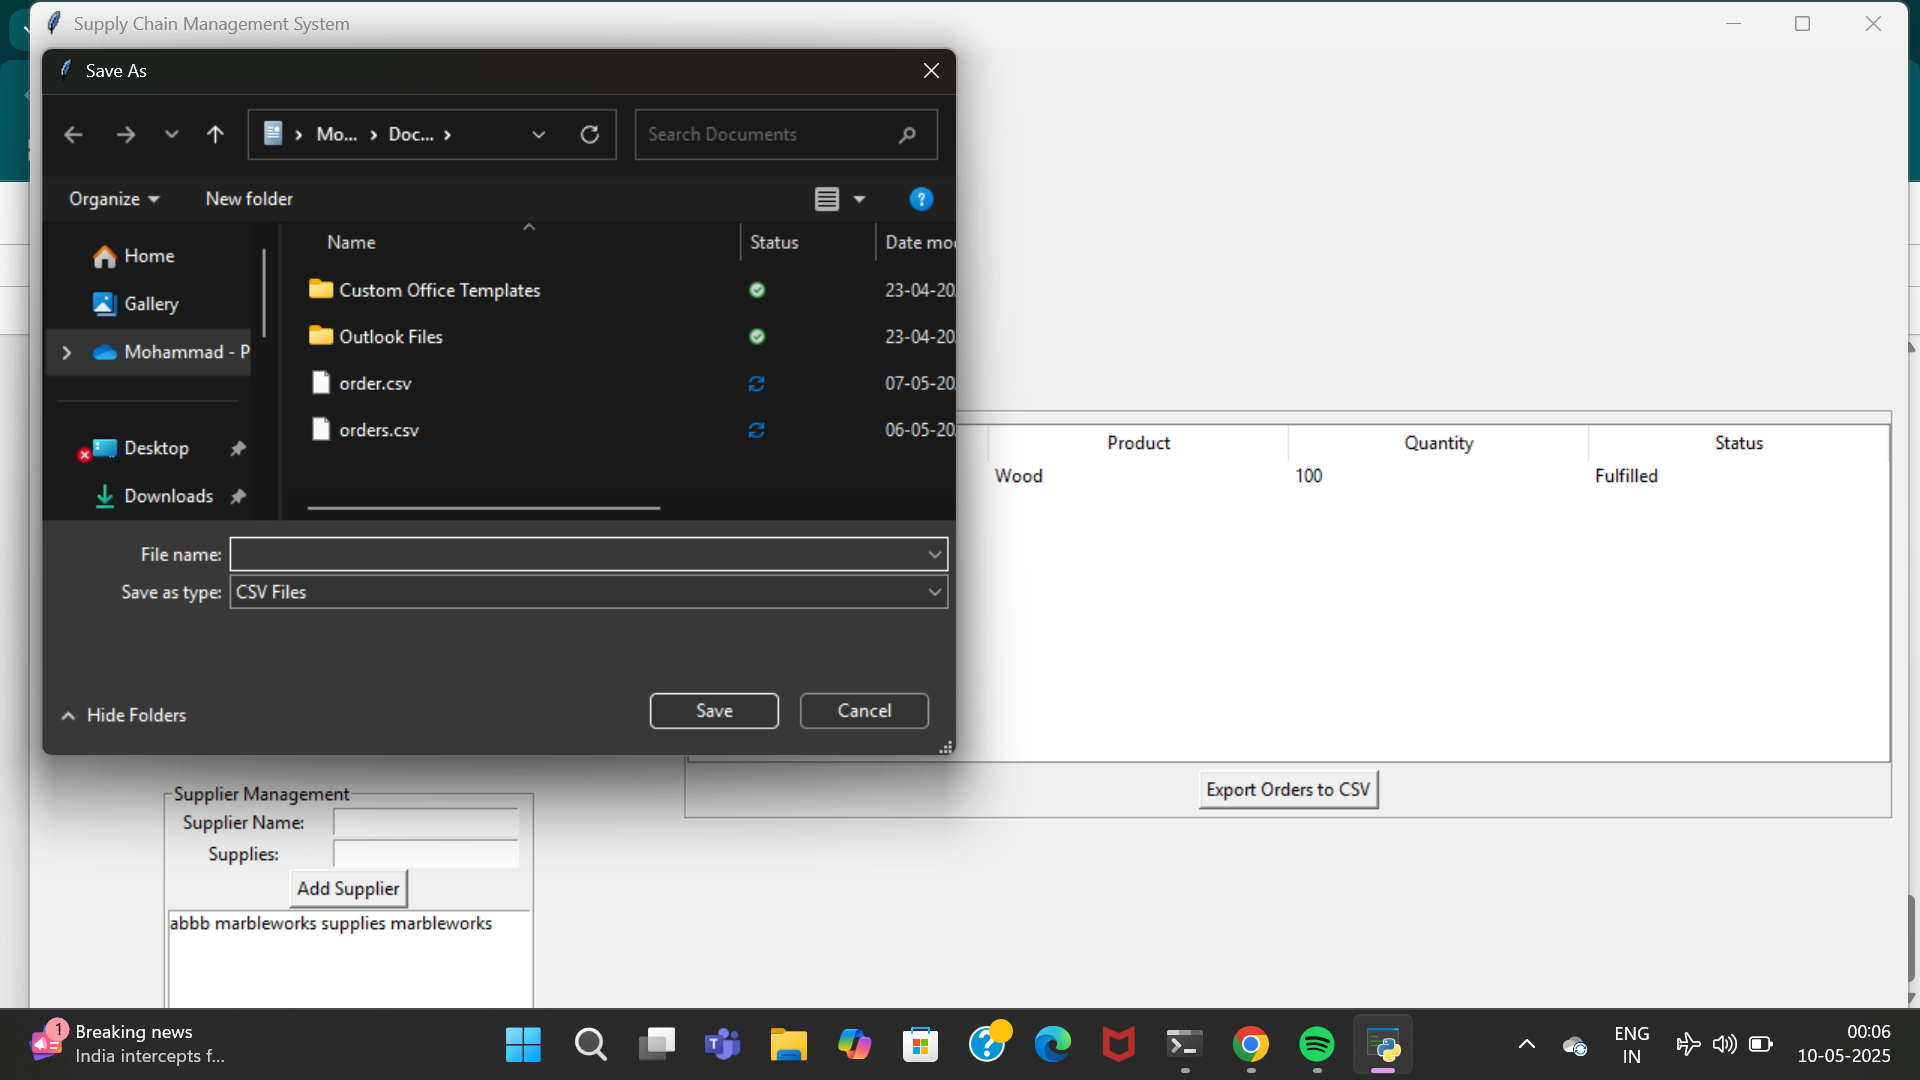 Supply Chain Management System
Save As
Mo... Doc...
Search Documents
Organize New folder
?
Name Status Date mo
Home
Gallery
Mohammad - P
Desktop
Downloads
Custom Office Templates 23-04-20
Outlook Files 23-04-20
order.csv 07-05-20
orders.csv 06-05-20
File name:
Save as type: CSV Files
Hide Folders
Save Cancel
Product Quantity Status
Wood 100 Fulfilled
Export Orders to CSV
Supplier Management
Supplier Name:
Supplies:
Add Supplier
abbb marbleworks supplies marbleworks
1
Breaking news
India intercepts f...
T
?
ENG
IN
00:06
10-05-2025